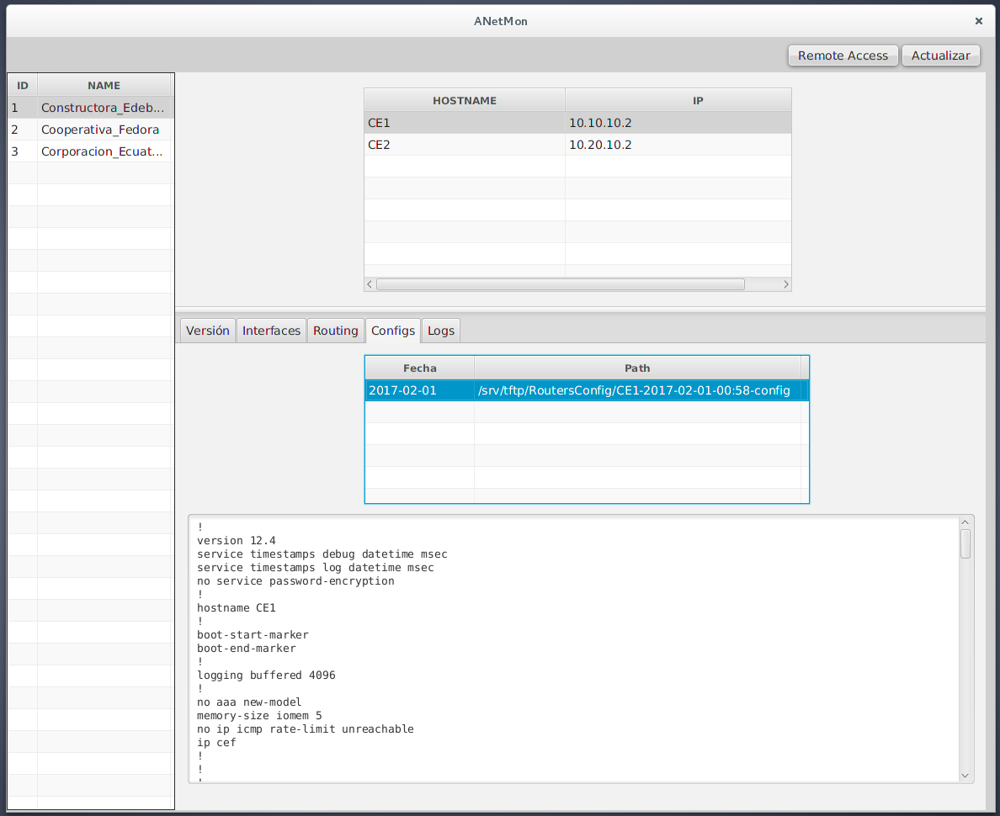 ANetMon
Remote Access Actualizar
ID NAME
1 Constructora_Edeb...
2 Cooperativa_Fedora
3 Corporacion_Ecuat...
HOSTNAME IP
CE1 10.10.10.2
CE2 10.20.10.2
Versión Interfaces Routing Configs Logs
Fecha Path
2017-02-01 /srv/tftp/RoutersConfig/CE1-2017-02-01-00:58-config
!
version 12.4
service timestamps debug datetime msec
service timestamps log datetime msec
no service password-encryption
!
hostname CE1
!
boot-start-marker
boot-end-marker
!
logging buffered 4096
!
no aaa new-model
memory-size iomem 5
no ip icmp rate-limit unreachable
ip cef
!
!
!